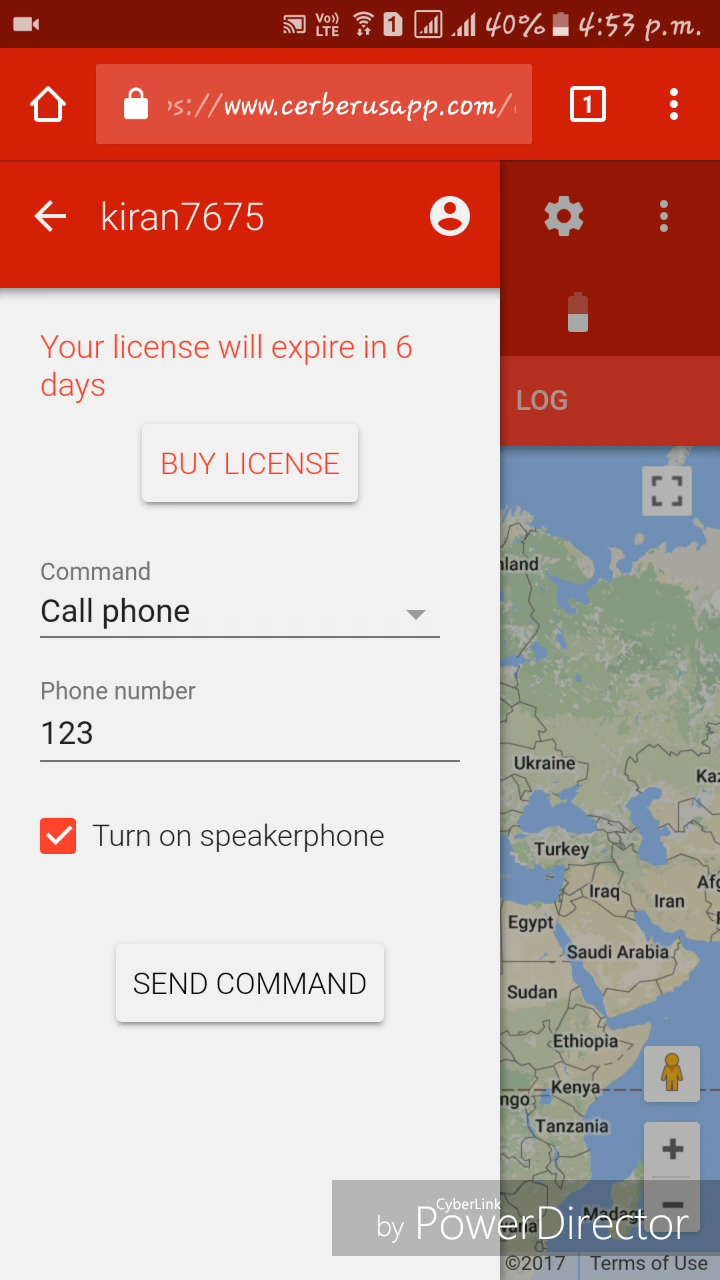 Vo)) LTE 1 40% 4:53 p.m.
s://www.cerberusapp.com/
1
kiran7675
Your license will expire in 6
days
BUY LICENSE
LOG
Command
Call phone
Phone number
123
Turn on speakerphone
SEND COMMAND
nland
Ukraine
Kaz
Turkey
Iraq
Iran
Afg
Egypt
Saudi Arabia
Sudan
Ethiopia
Kenya
ngo
Tanzania
Madag
by CyberLink PowerDirector
©2017
Terms of Use